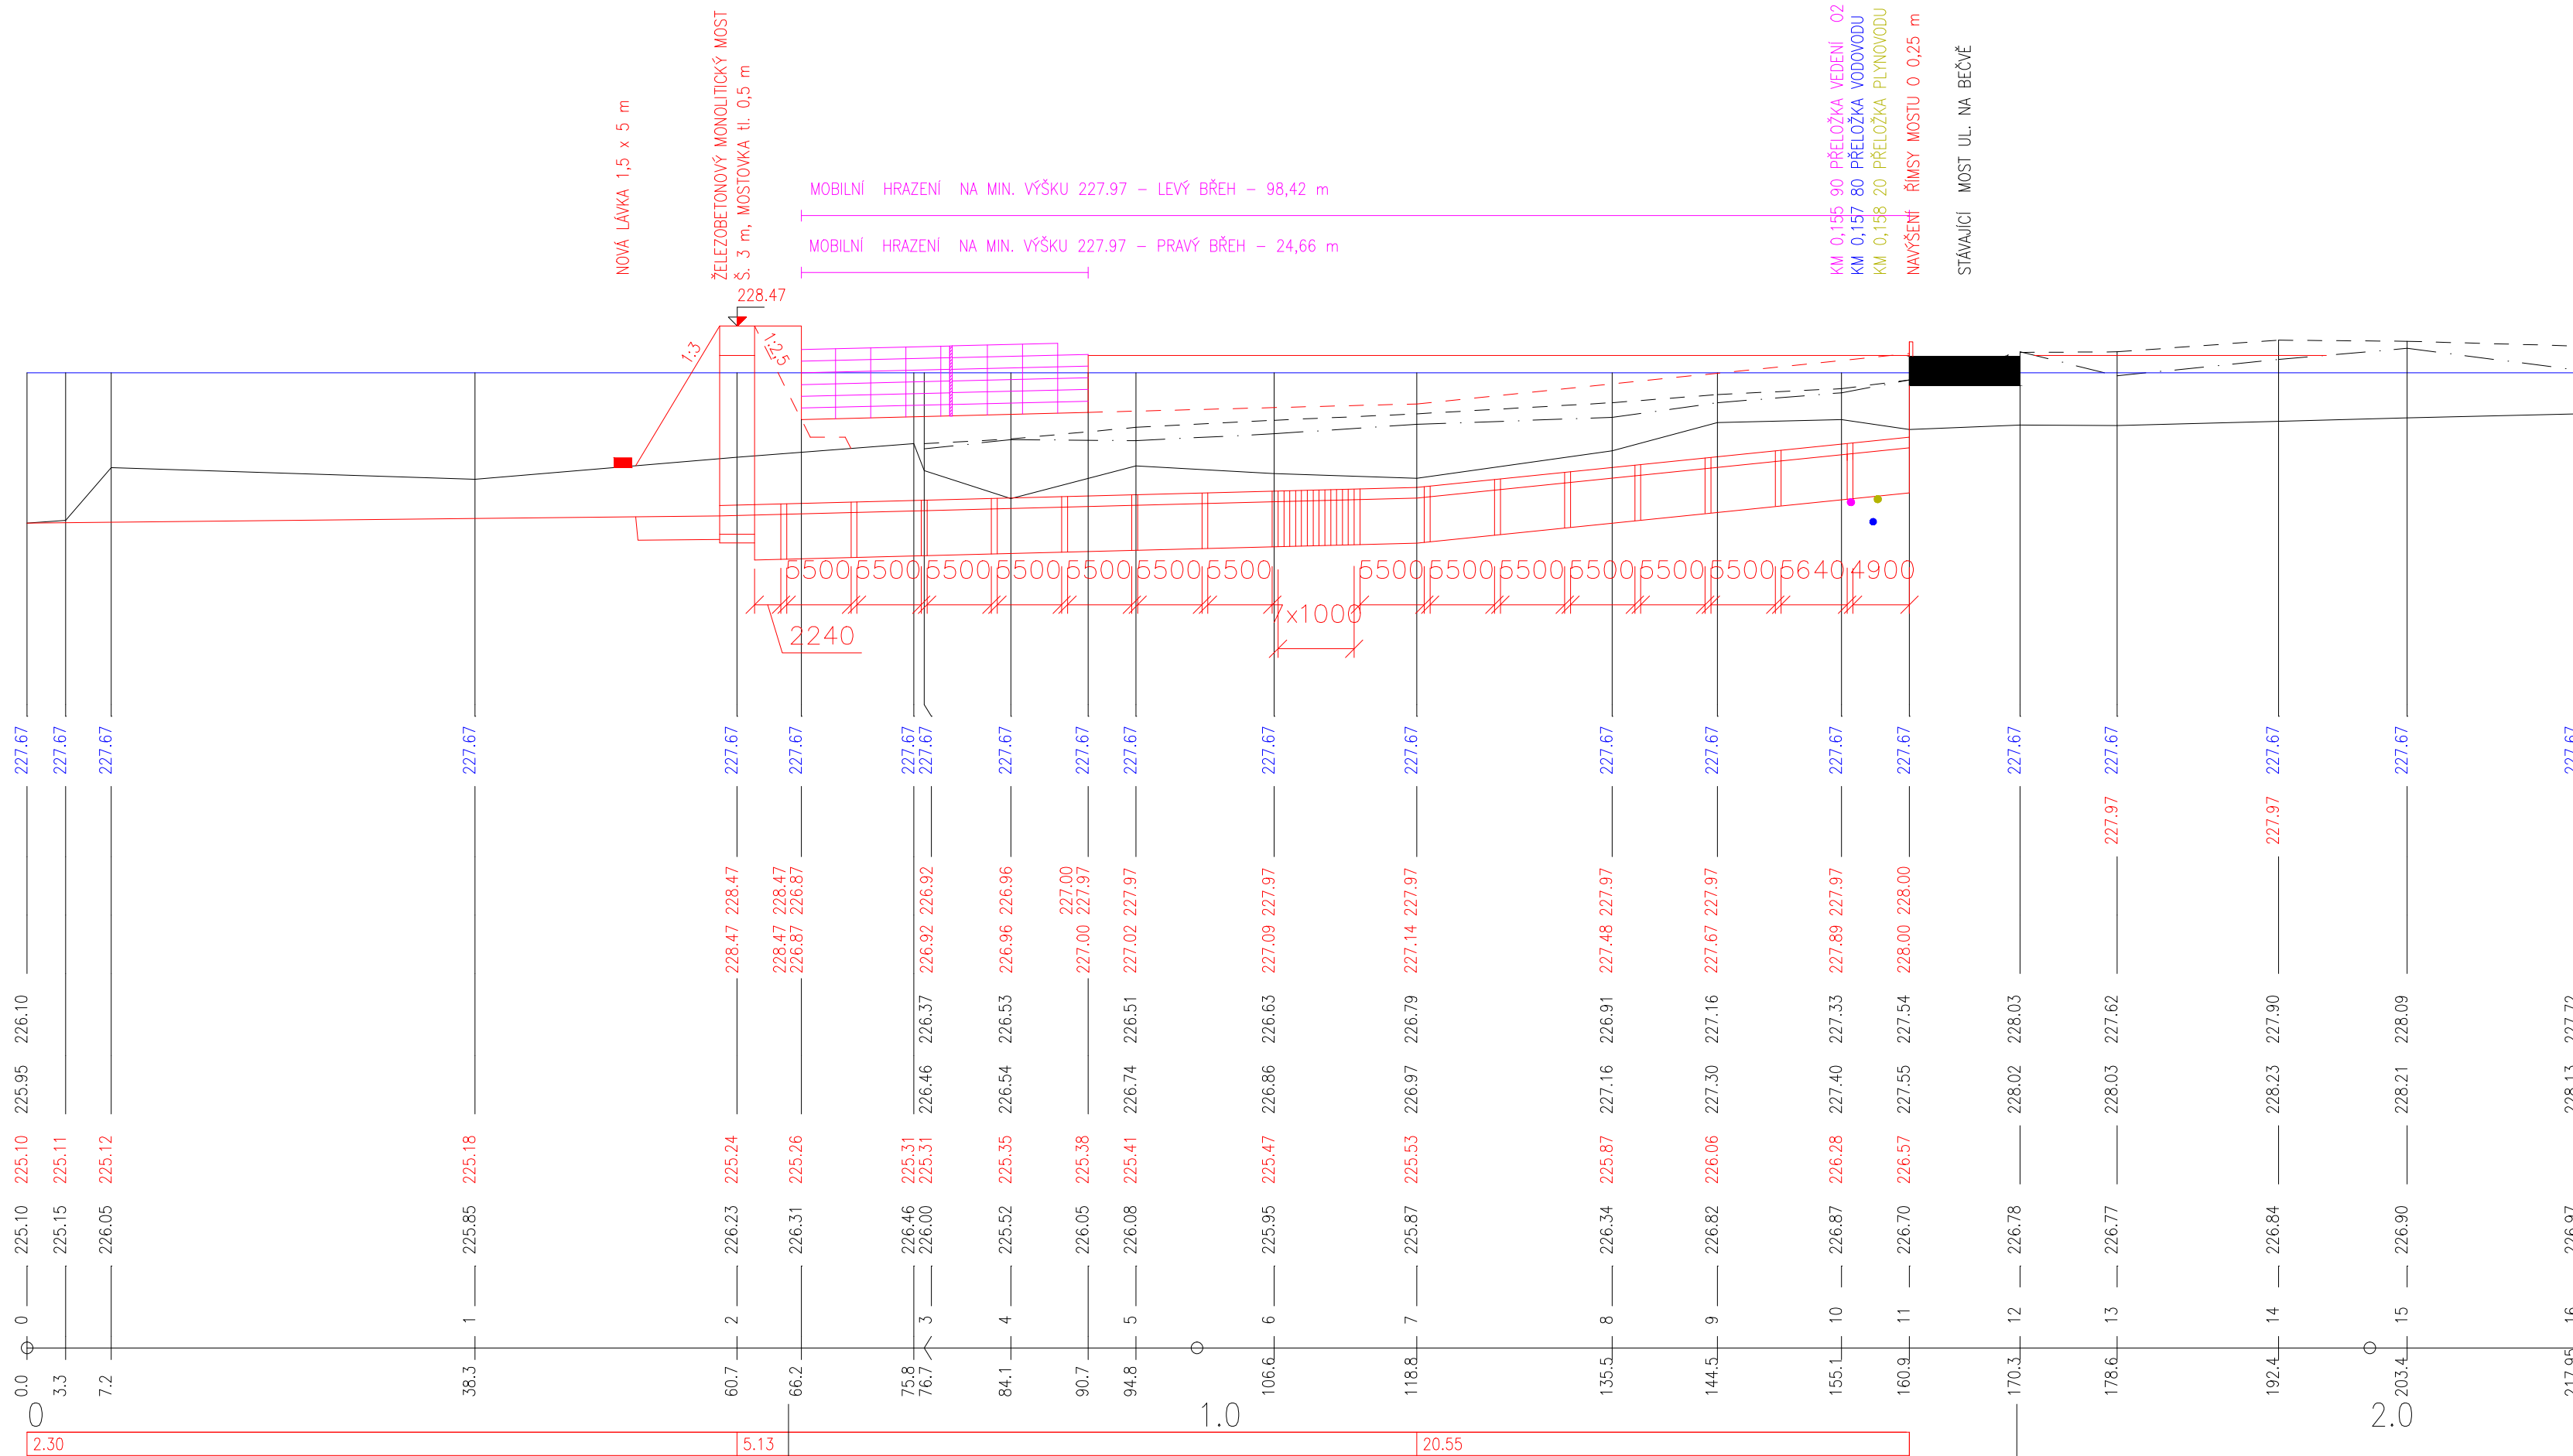 NOVÁ LÁVKA 1,5 x 5 m
ŽELEZOBETONOVÝ MONOLITICKÝ MOST
Š. 3 m, MOSTOVKA tl. 0,5 m
KM 0,155 90 PŘELOŽKA VEDENÍ 02
KM 0,157 80 PŘELOŽKA VODOVODU
KM 0,158 20 PŘELOŽKA PLYNOVODU
NAVÝŠENÍ ŘÍMSY MOSTU O 0,25 m
STÁVAJÍCÍ MOST UL. NA BEČVĚ
MOBILNÍ HRAZENÍ NA MIN. VÝŠKU 227.97 – LEVÝ BŘEH – 98,42 m
MOBILNÍ HRAZENÍ NA MIN. VÝŠKU 227.97 – PRAVÝ BŘEH – 24,66 m
228.47
1:3
1:2,5
5500 5500 5500 5500 5500 5500 5500 5500 5500 5500 5500 5500 5500 5640 4900
7x1000
2240
227.67 227.67 227.67 227.67 227.67 227.67 227.67 227.67 227.67 227.67 227.67 227.67 227.67 227.67 227.67 227.67 227.67 227.67 227.67 227.67 227.67 227.67
227.97 227.97
228.47 228.47 226.87 226.92 226.96 227.00 227.97 227.97 227.97 227.97 227.97 227.97 227.97 228.00
228.47 228.47 226.87 226.92 226.96 227.00 227.02 227.09 227.14 227.48 227.67 227.89 228.00
226.10 226.37 226.53 226.51 226.63 226.79 226.91 227.16 227.33 227.54 228.03 227.62 227.90 228.09 227.72
225.95 226.46 226.54 226.74 226.86 226.97 227.16 227.30 227.40 227.55 228.02 228.03 228.23 228.21 228.13
225.10 225.11 225.12 225.18 225.24 225.26 225.31 225.31 225.35 225.38 225.41 225.47 225.53 225.87 226.06 226.28 226.57
225.10 225.15 226.05 225.85 226.23 226.31 226.46 226.00 225.52 226.05 226.08 225.95 225.87 226.34 226.82 226.87 226.70 226.78 226.77 226.84 226.90 226.97
0 1 2 3 4 5 6 7 8 9 10 11 12 13 14 15 16
0.0 3.3 7.2 38.3 60.7 66.2 75.8 76.7 84.1 90.7 94.8 106.6 118.8 135.5 144.5 155.1 160.9 170.3 178.6 192.4 203.4 217.95
0 1.0 2.0
2.30 5.13 20.55